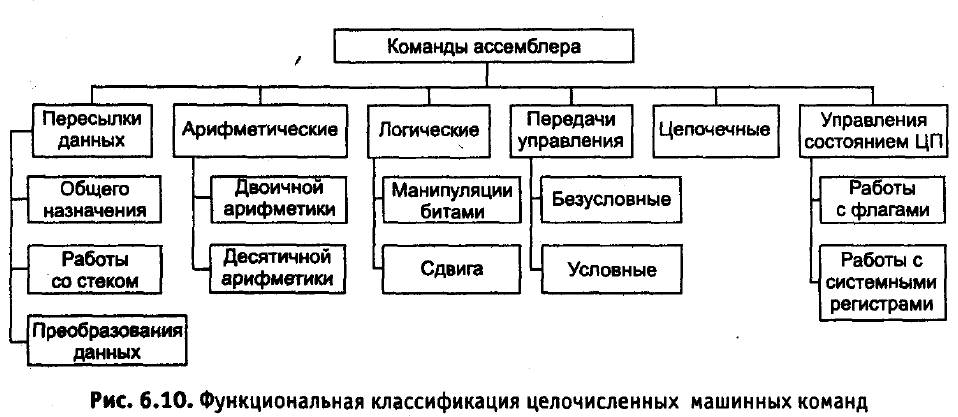 Команды ассемблера
Пересылки
данных
Арифметические
Логические
Передачи
управления
Цепочечные
Управления
состоянием ЦП
Общего
назначения
Двоичной
арифметики
Манипуляции
битами
Безусловные
Работы
с флагами
Работы
со стеком
Десятичной
арифметики
Сдвига
Условные
Работы с
системными
регистрами
Преобразования
данных
Рис. 6.10. Функциональная классификация целочисленных машинных команд